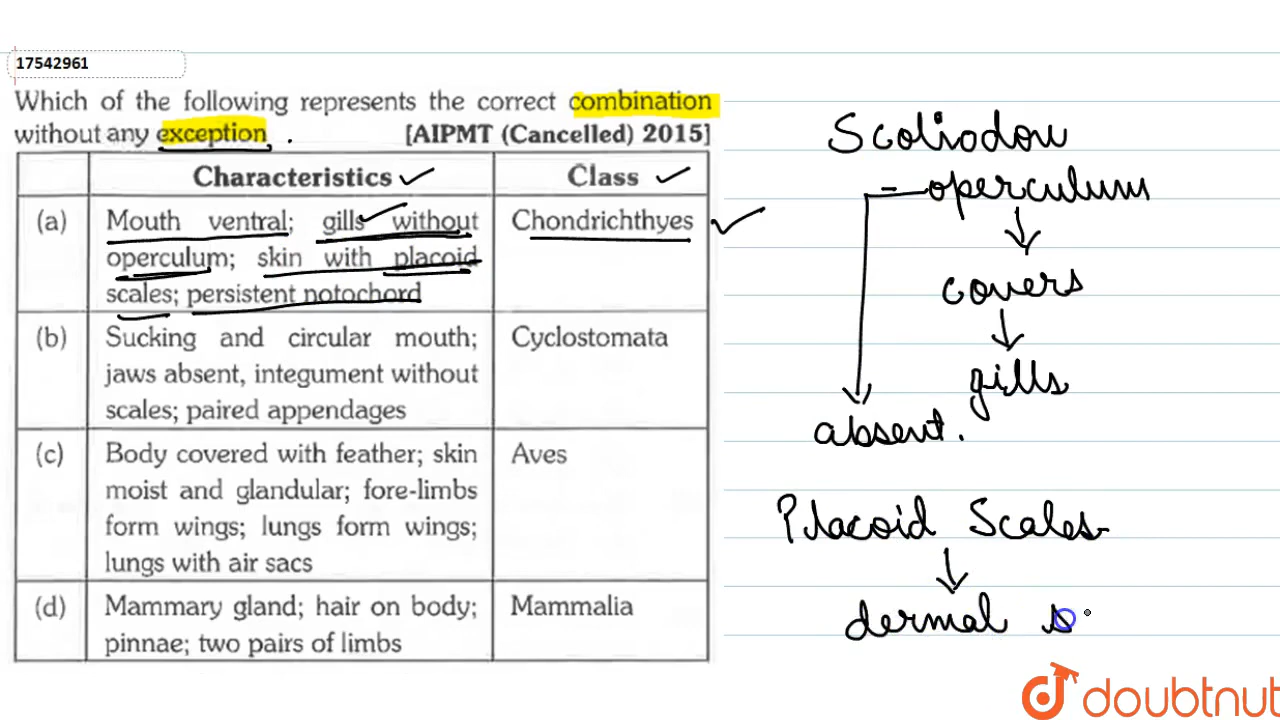 17542961
Which of the following represents the correct combination
without any exception . [AIPMT (Cancelled) 2015]
Characteristics Class
(a) Mouth ventral; gills without Chondrichthyes
operculum; skin with placoid
scales; persistent notochord
(b) Sucking and circular mouth; Cyclostomata
jaws absent, integument without
scales; paired appendages
(c) Body covered with feather; skin Aves
moist and glandular; fore-limbs
form wings; lungs form wings;
lungs with air sacs
(d) Mammary gland; hair on body; Mammalia
pinnae; two pairs of limbs
Scoliodon
- operculum
covers
gills
absent.
Placoid Scales-
dermal s
doubtnut